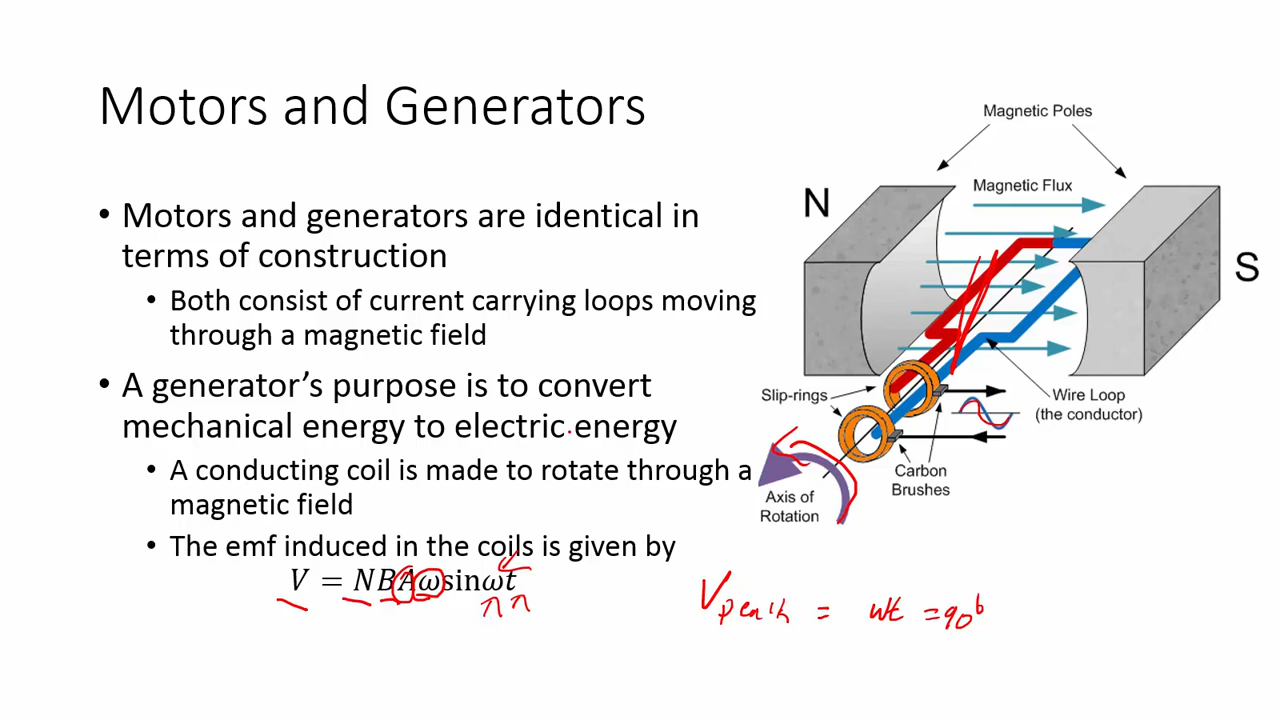 Motors and Generators
• Motors and generators are identical in
terms of construction
• Both consist of current carrying loops moving
through a magnetic field
• A generator's purpose is to convert
mechanical energy to electric energy
• A conducting coil is made to rotate through a
magnetic field
• The emf induced in the coils is given by
V = NBAωsinωt
Vpeak = wt = 90°
Magnetic Poles
Magnetic Flux
N
S
Slip-rings
Wire Loop
(the conductor)
Carbon
Brushes
Axis of
Rotation